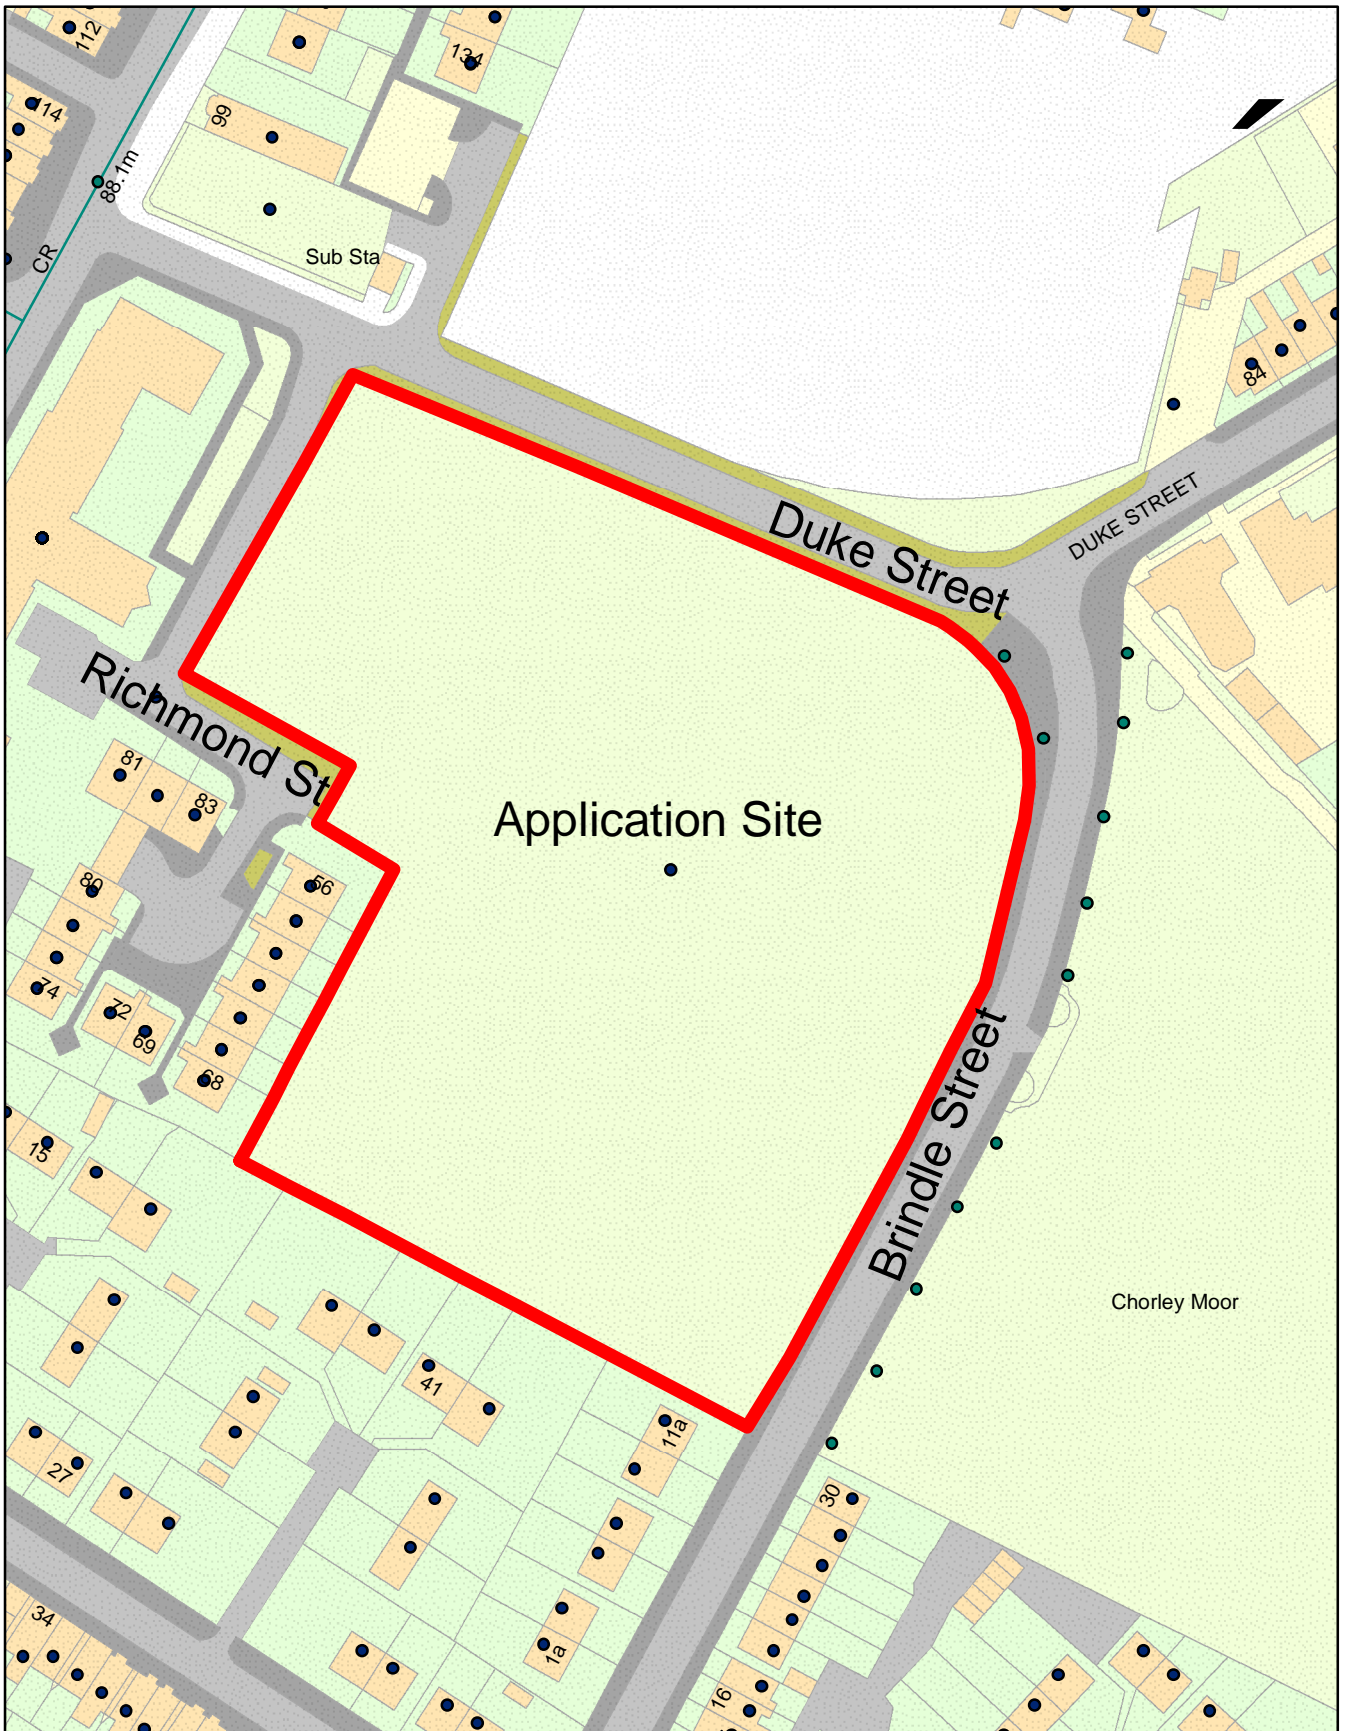 112
134
114
99
88.1m
Sub Sta
CR
84
DUKE STREET
Duke Street
Richmond St
81
83
Application Site
80
56
74
72
69
68
Brindle Street
15
Chorley Moor
41
11a
27
30
34
1a
16